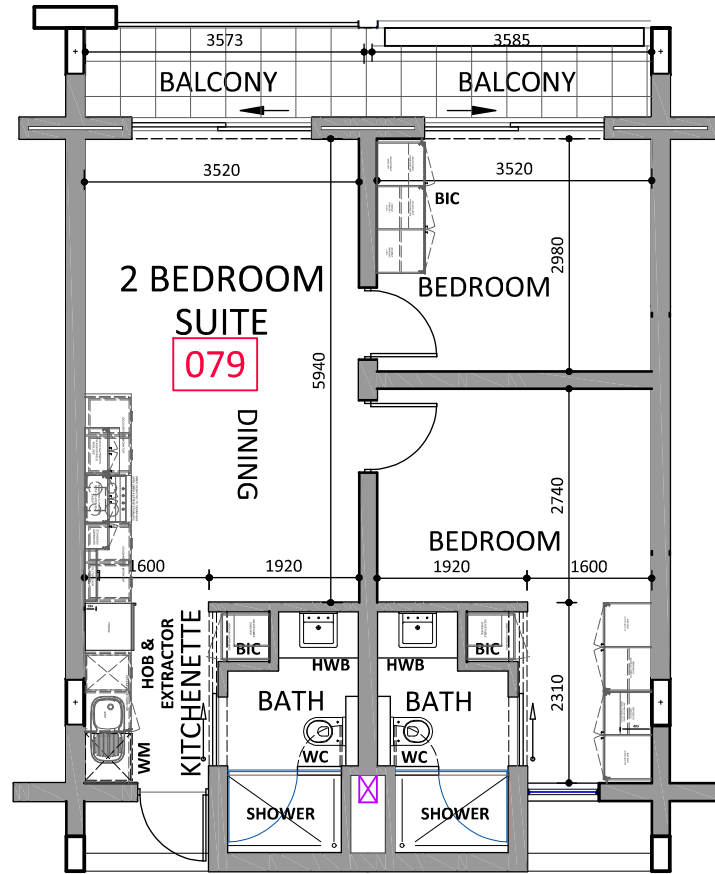 3573
3585
BALCONY
BALCONY
3520
3520
BIC
2980
2 BEDROOM
SUITE
079
BEDROOM
5940
DINING
2740
BEDROOM
1600
1920
1920
1600
HOB &
EXTRACTOR
KITCHENETTE
WM
BIC
HWB
HWB
BIC
BATH
BATH
2310
WC
WC
SHOWER
SHOWER